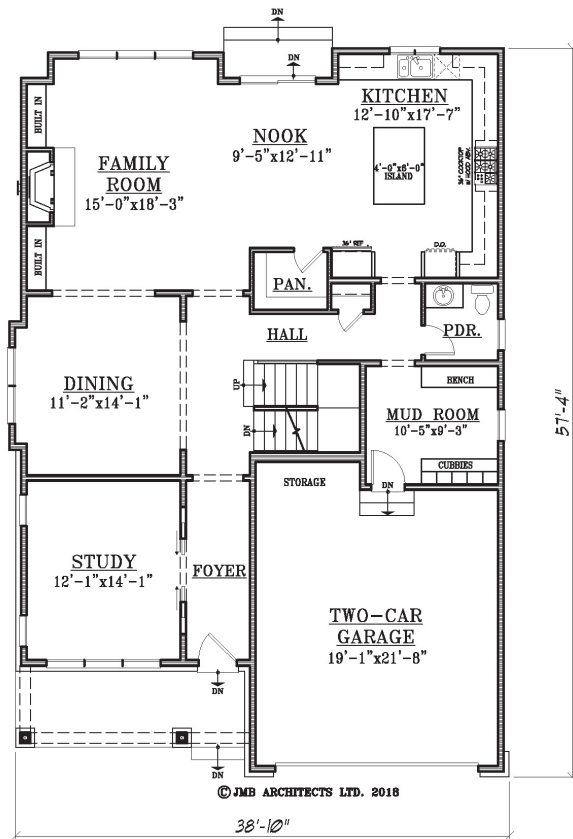 DN
DN
KITCHEN
12'-10"x17'-7"
BUILT IN
NOOK
9'-5"x12'-11"
FAMILY
ROOM
15'-0"x18'-3"
4'-0"x6'-0"
ISLAND
36" COOKTOP
w/ HOOD ABV.
BUILT IN
36" REF.
D.O.
PAN.
HALL
PDR.
DINING
11'-2"x14'-1"
UP
BENCH
MUD ROOM
10'-5"x9'-3"
57'-4"
DN
CUBBIES
STORAGE
DN
STUDY
12'-1"x14'-1"
FOYER
TWO-CAR
GARAGE
19'-1"x21'-8"
DN
DN
© JMB ARCHITECTS LTD. 2018
38'-10"